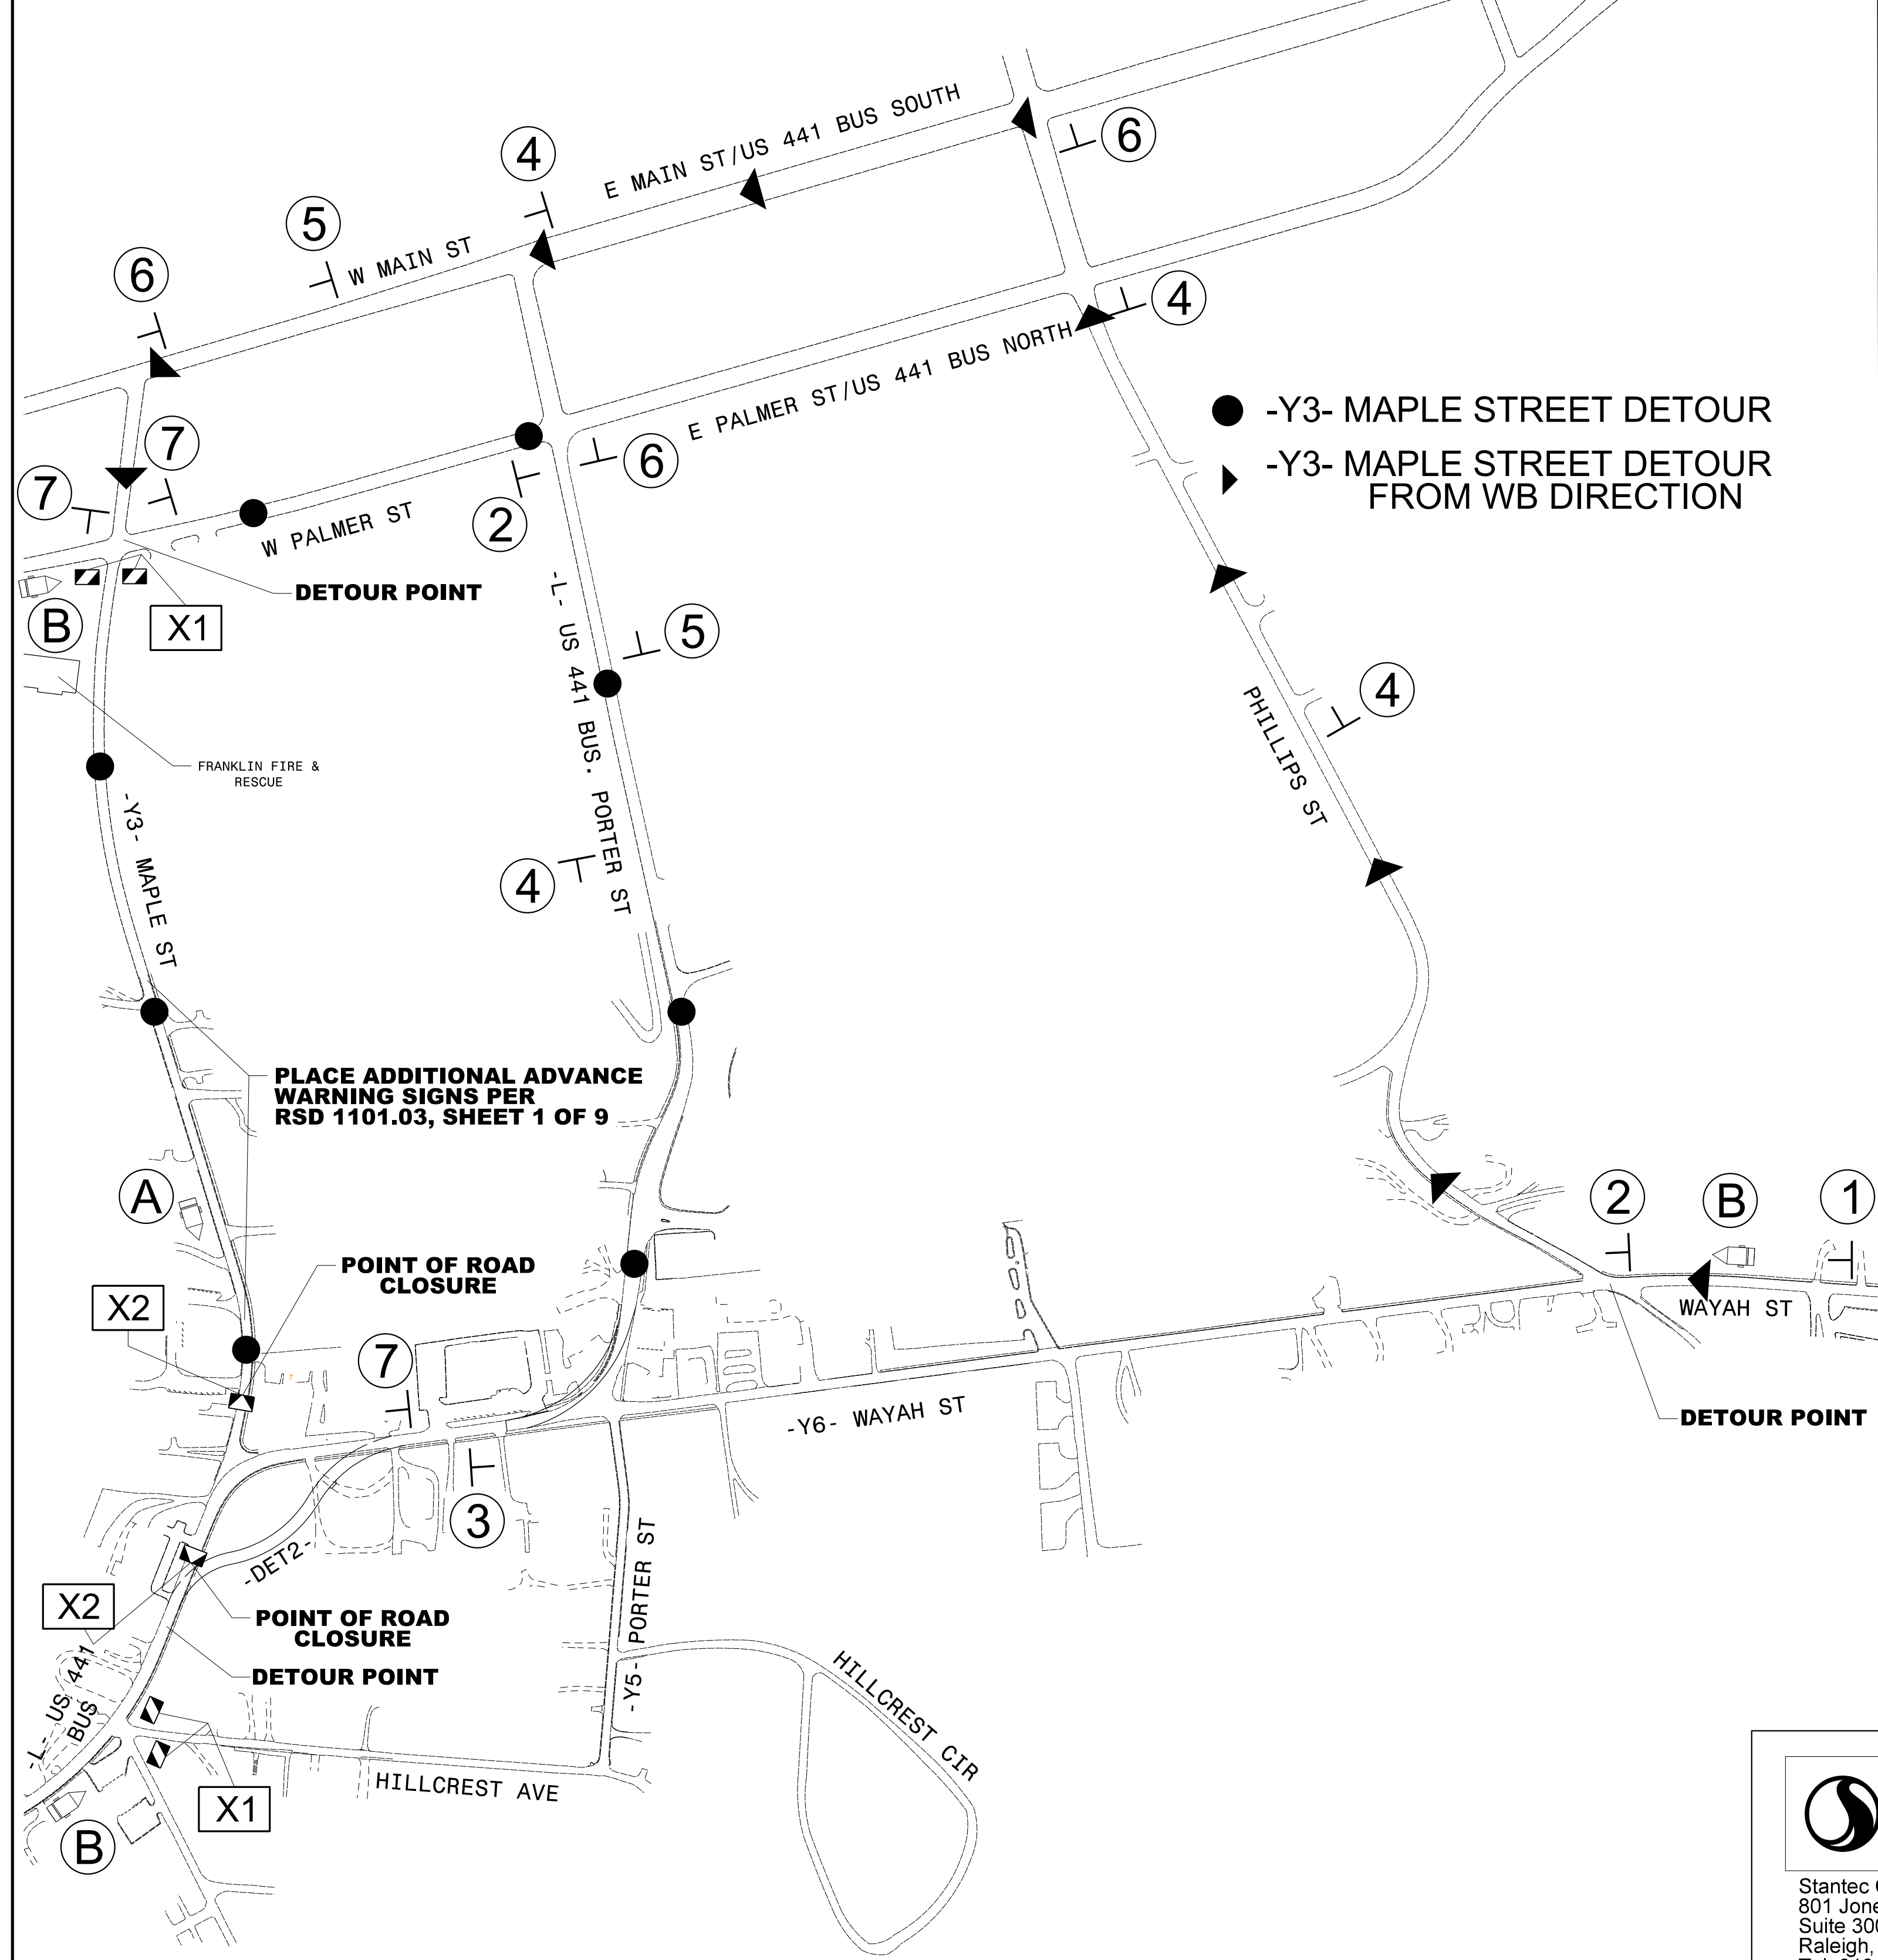 E MAIN ST/US 441 BUS SOUTH
6
4
5
W MAIN ST
6
4
E PALMER ST/US 441 BUS NORTH
-Y3- MAPLE STREET DETOUR
-Y3- MAPLE STREET DETOUR
FROM WB DIRECTION
7
7
6
2
W PALMER ST
DETOUR POINT
B
X1
-L- US 441 BUS. PORTER ST
5
4
PHILLIPS ST
FRANKLIN FIRE &
RESCUE
-Y3- MAPLE ST
4
PLACE ADDITIONAL ADVANCE
WARNING SIGNS PER
RSD 1101.03, SHEET 1 OF 9
A
2
B
1
POINT OF ROAD
CLOSURE
X2
WAYAH ST
7
-Y6- WAYAH ST
DETOUR POINT
3
-DET2-
-Y5- PORTER ST
X2
POINT OF ROAD
CLOSURE
DETOUR POINT
-L- US 441
BUS
HILLCREST CIR
HILLCREST AVE
X1
B
Stantec
801 Jone
Suite 300
Raleigh,